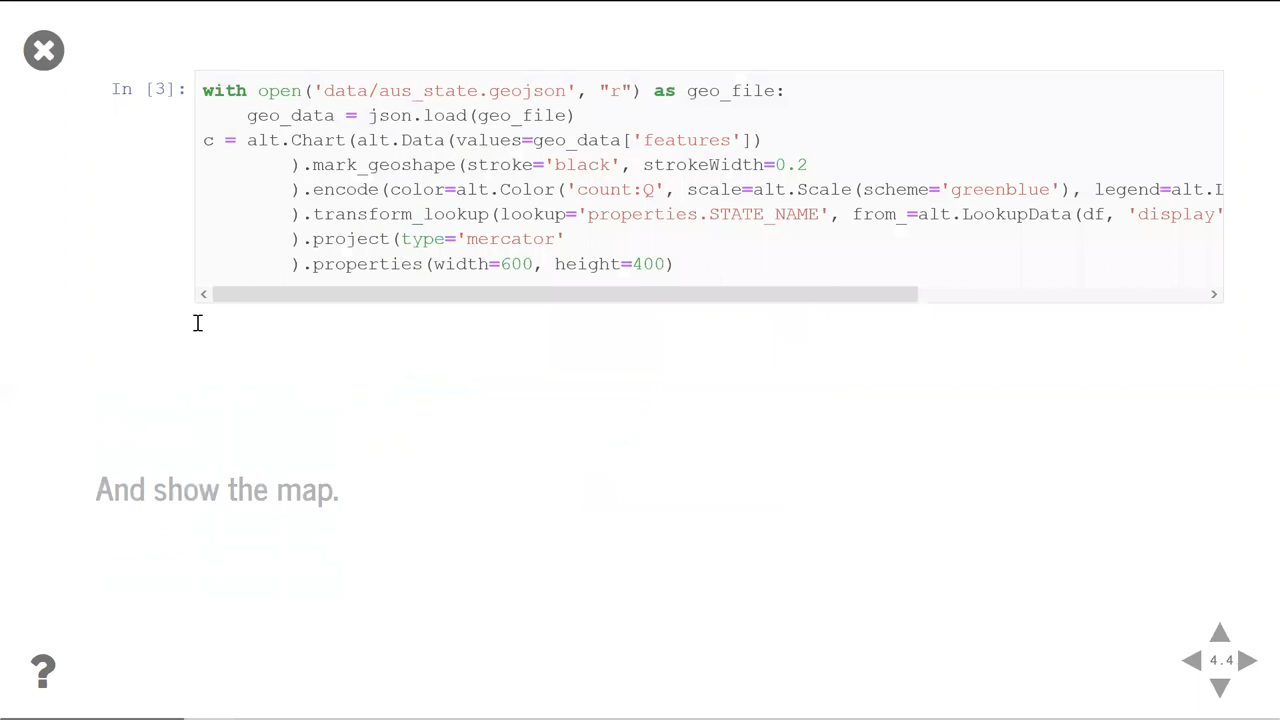 In [3]: with open('data/aus_state.geojson', "r") as geo_file:
geo_data = json.load(geo_file)
c = alt.Chart(alt.Data(values=geo_data['features'])
).mark_geoshape(stroke='black', strokeWidth=0.2
).encode(color=alt.Color('count:Q', scale=alt.Scale(scheme='greenblue'), legend=alt.L
).transform_lookup(lookup='properties.STATE_NAME', from_=alt.LookupData(df, 'display'
).project(type='mercator'
).properties(width=600, height=400)
And show the map.
4.4
?